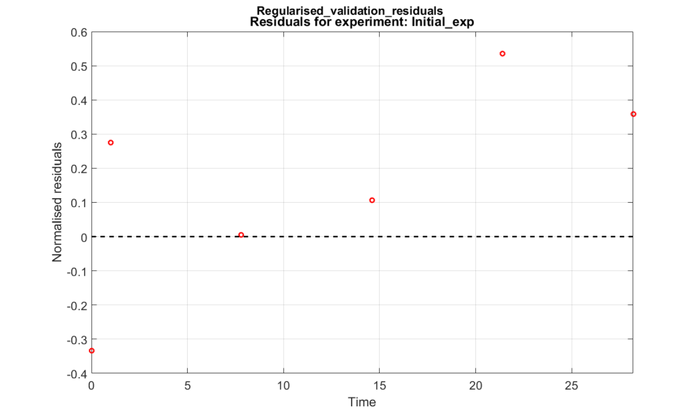 Regularised_validation_residuals
Residuals for experiment: Initial_exp
0.6
0.5
0.4
0.3
0.2
0.1
0
-0.1
-0.2
-0.3
-0.4
Normalised residuals
0 5 10 15 20 25
Time